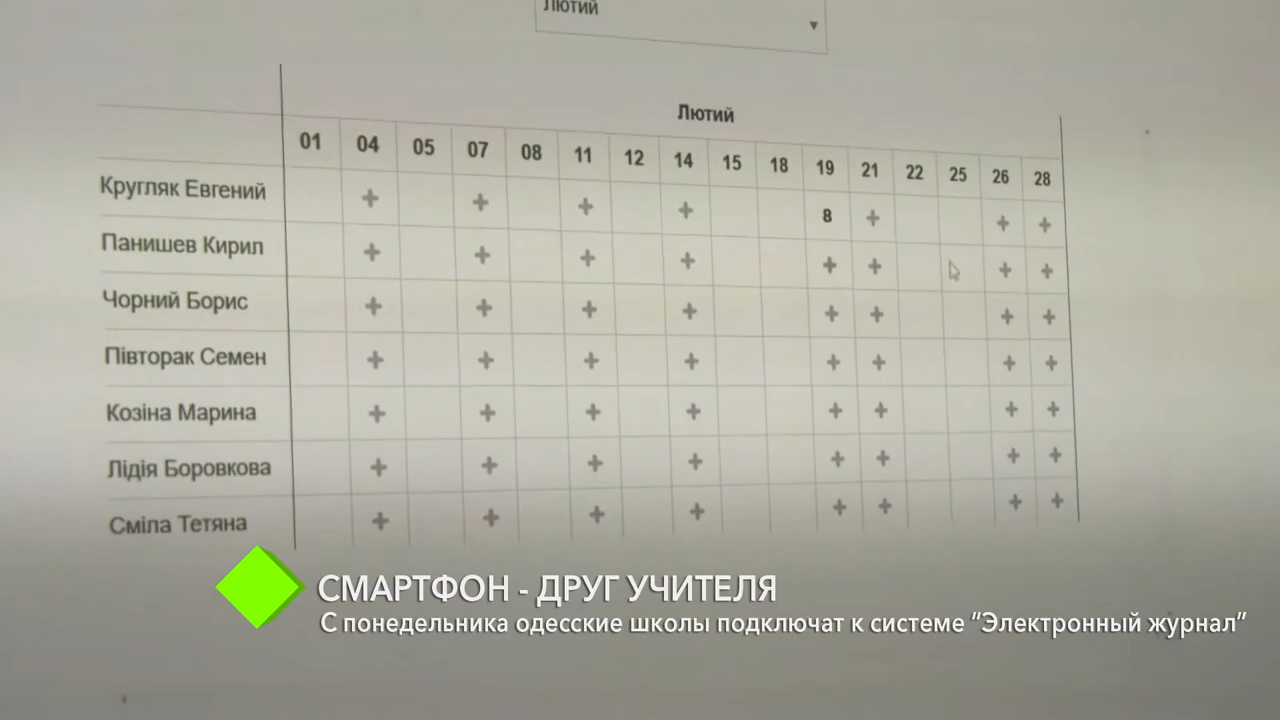 Лютий
Лютий
01 04 05 07 08 11 12 14 15 18 19 21 22 25 26 28
Кругляк Евгений + + + + 8 + + +
Панишев Кирил + + + + + + + +
Чорний Борис + + + + + + + +
Півторак Семен + + + + + + + +
Козіна Марина + + + + + + + +
Лідія Боровкова + + + + + + + +
Сміла Тетяна + + + + + + + +
СМАРТФОН - ДРУГ УЧИТЕЛЯ
С понедельника одесские школы подключат к системе "Электронный журнал"